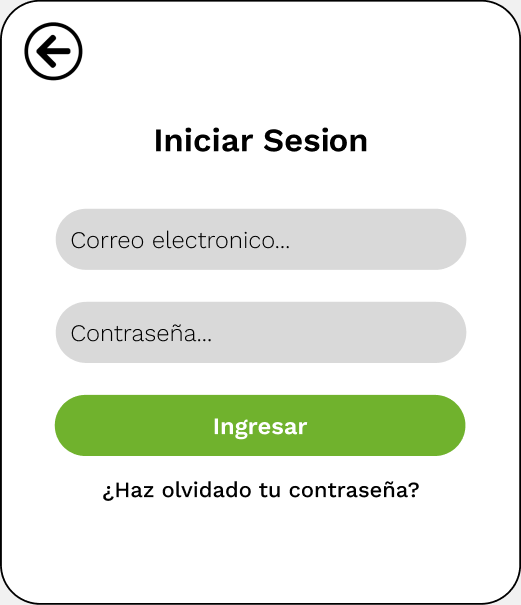 Iniciar Sesion
Correo electronico...
Contraseña...
Ingresar
¿Haz olvidado tu contraseña?